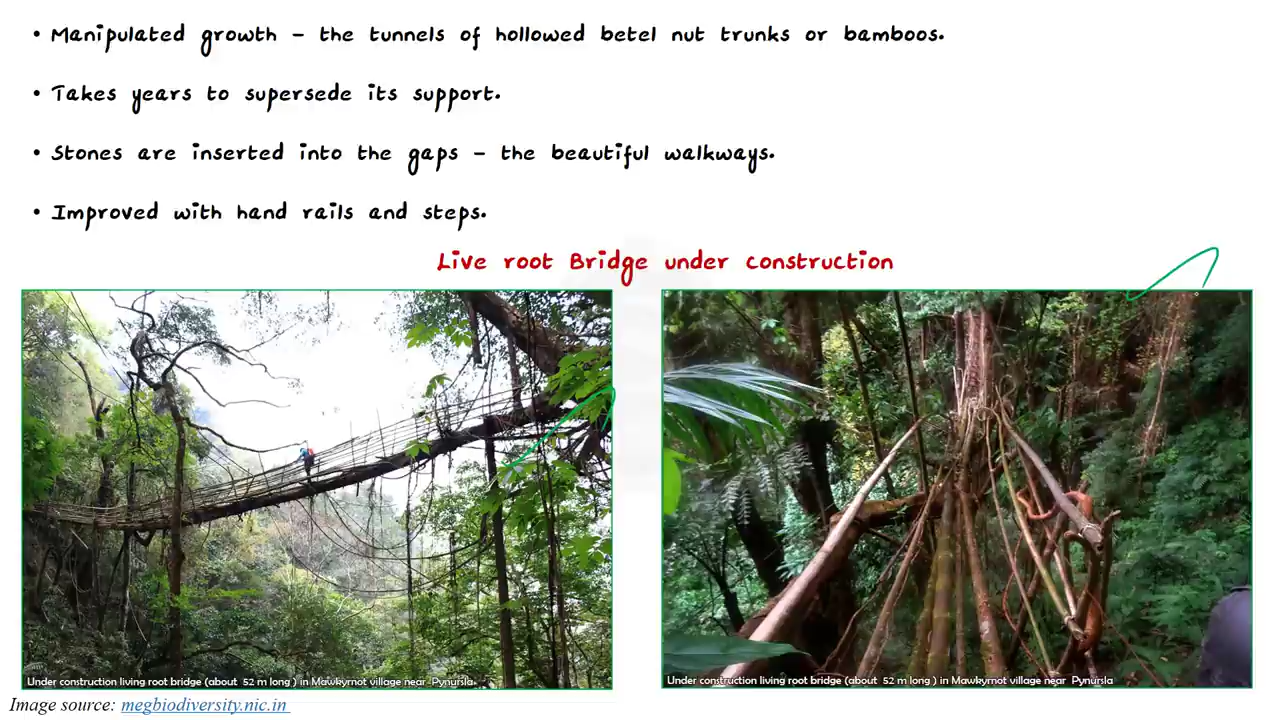 • Manipulated growth - the tunnels of hollowed betel nut trunks or bamboos.
• Takes years to supersede its support.
• Stones are inserted into the gaps - the beautiful walkways.
• Improved with hand rails and steps.
Live root Bridge under construction
Under construction living root bridge (about 52 m long ) in Mawkyrnot village near Pynursla
Under construction living root bridge (about 52 m long ) in Mawkyrnot village near Pynursla
Image source: megbiodiversity.nic.in